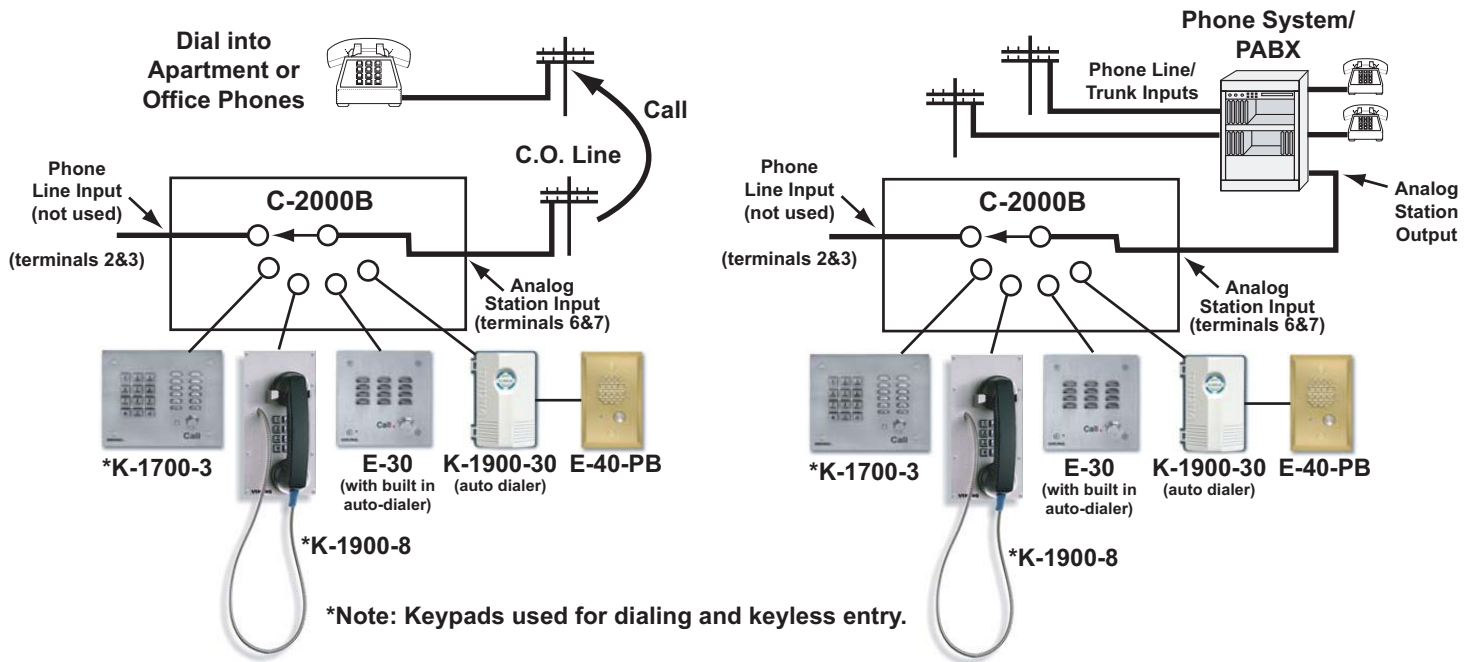 Dial into
Apartment or
Office Phones
Call
C.O. Line
Phone
Line Input
(not used)
(terminals 2&3)
C-2000B
Analog
Station Input
(terminals 6&7)
*K-1700-3
Call
*K-1900-8
E-30
(with built in
auto-dialer)
Call
K-1900-30
(auto dialer)
E-40-PB
Phone System/
PABX
Phone Line/
Trunk Inputs
Analog
Station
Output
Phone
Line Input
(not used)
(terminals 2&3)
C-2000B
Analog
Station Input
(terminals 6&7)
*K-1700-3
Call
*K-1900-8
E-30
(with built in
auto-dialer)
Call
K-1900-30
(auto dialer)
E-40-PB
*Note: Keypads used for dialing and keyless entry.